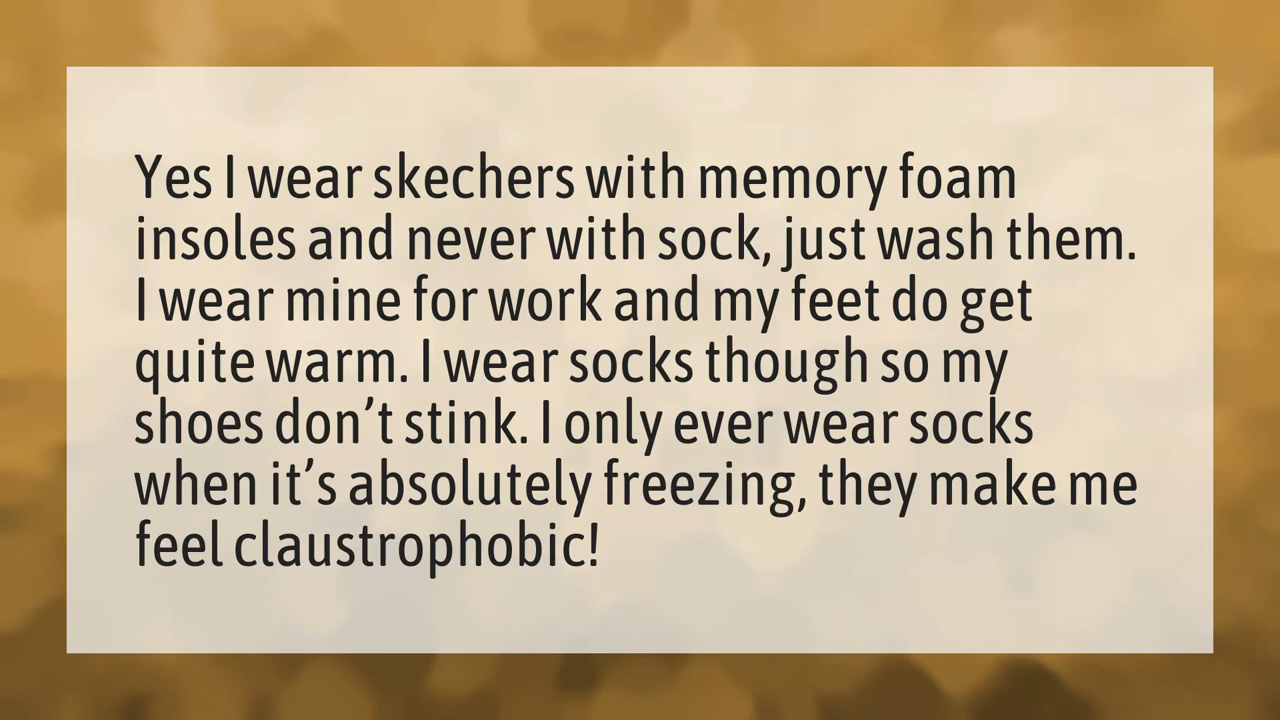 Yes I wear skechers with memory foam
insoles and never with sock, just wash them.
I wear mine for work and my feet do get
quite warm. I wear socks though so my
shoes don’t stink. I only ever wear socks
when it’s absolutely freezing, they make me
feel claustrophobic!